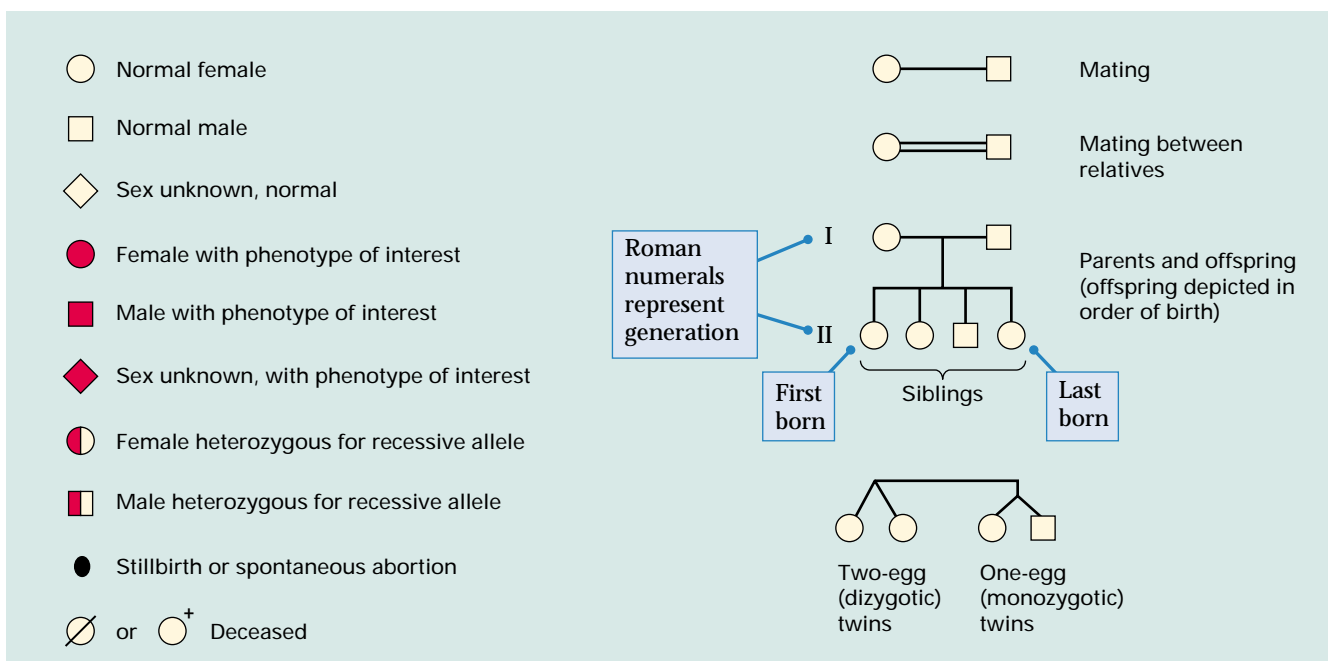 Normal female
Normal male
Sex unknown, normal
Female with phenotype of interest
Male with phenotype of interest
Sex unknown, with phenotype of interest
Female heterozygous for recessive allele
Male heterozygous for recessive allele
Stillbirth or spontaneous abortion
or
+
Deceased
Mating
Mating between
relatives
Roman
numerals
represent
generation
I
II
Parents and offspring
(offspring depicted in
order of birth)
First
born
Siblings
Last
born
Two-egg
(dizygotic)
twins
One-egg
(monozygotic)
twins